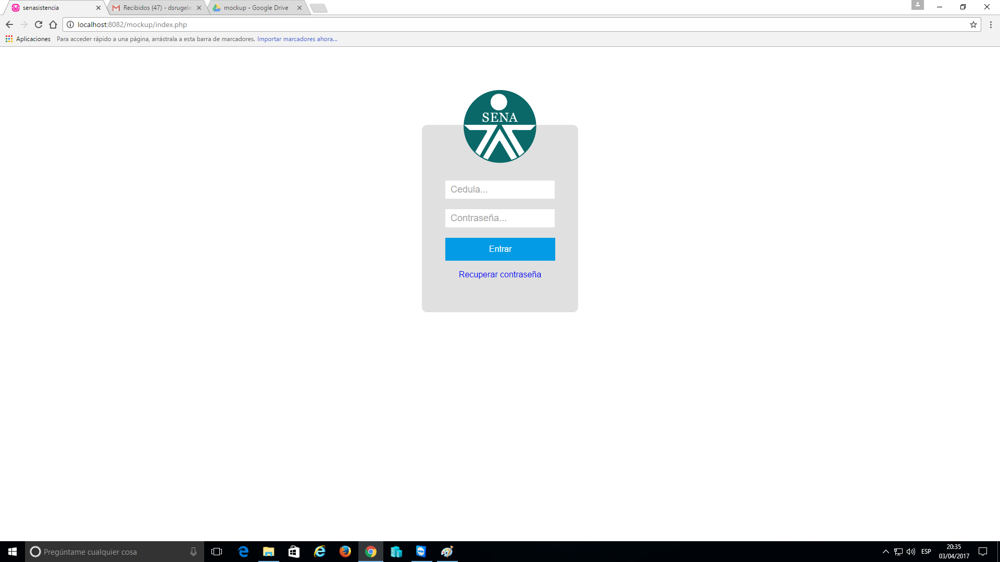 senasistencia
Recibidos (47) - dsrugele
mockup - Google Drive
localhost:8082/mockup/index.php
Aplicaciones
Para acceder rápido a una página, arrástrala a esta barra de marcadores. Importar marcadores ahora...
SENA
Cedula...
Contraseña...
Entrar
Recuperar contraseña
Pregúntame cualquier cosa
ESP
20:35
03/04/2017